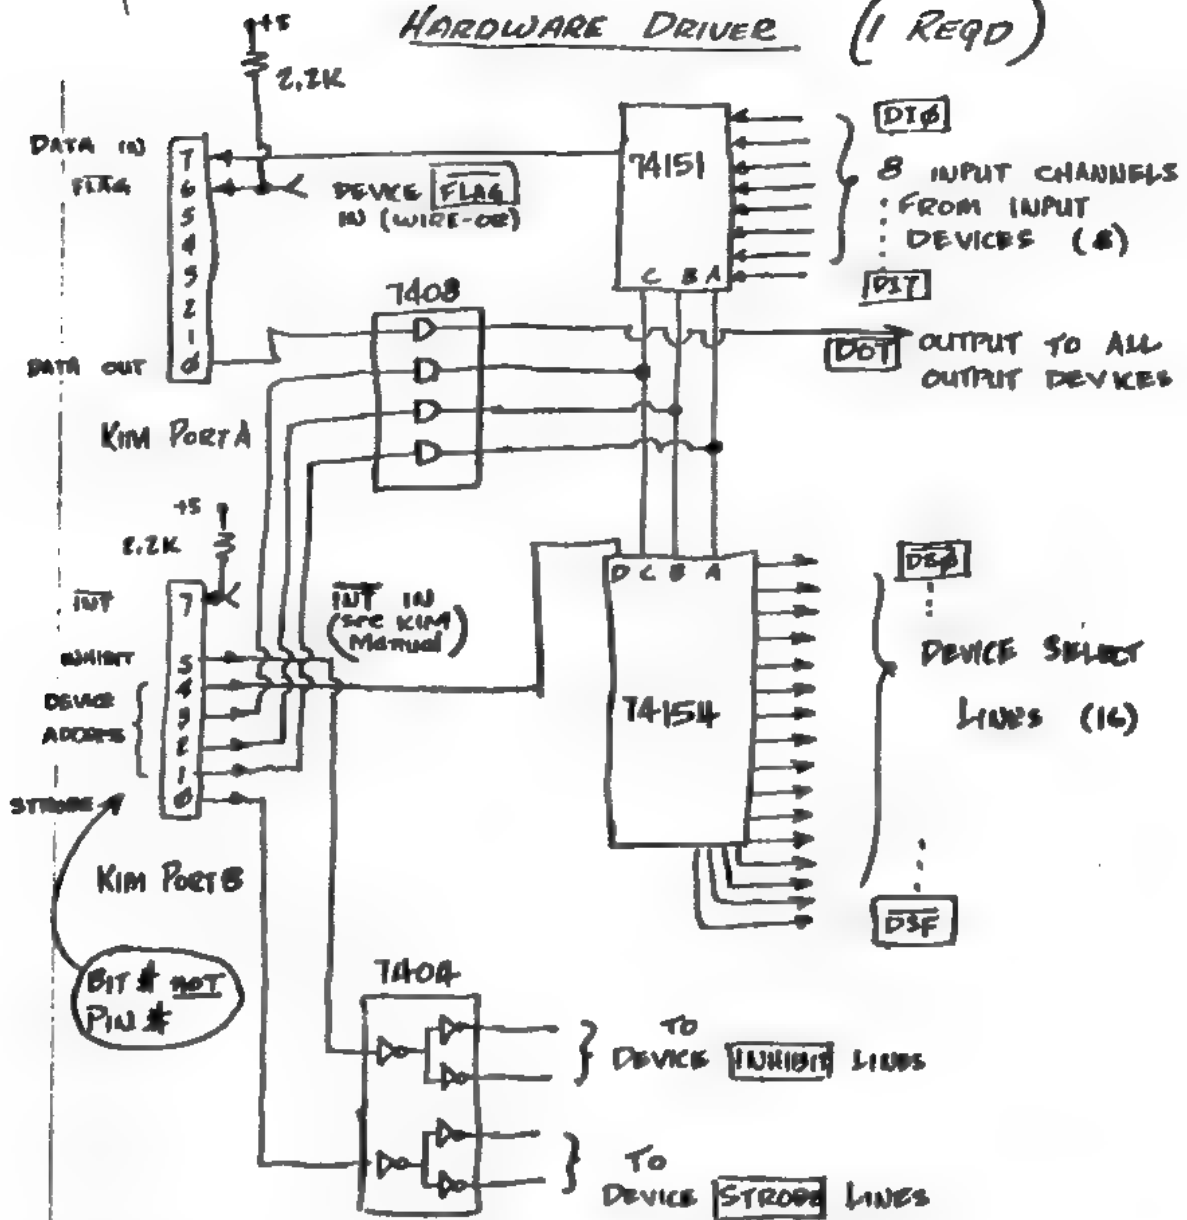 HARDWARE DRIVER (1 REQD)
+5
2.2K
DATA IN
FLAG
7
6
5
4
3
2
1
0
DEVICE FLAG
IN (WIRE-OR)
74151
C B A
DIØ
8 INPUT CHANNELS
FROM INPUT
DEVICES (8)
DI7
7408
DATA OUT
KIM PORT A
DOT OUTPUT TO ALL
OUTPUT DEVICES
+5
2.2K
INT
7
INT IN
(see KIM
Manual)
INHIBIT
5
4
3
2
1
0
DEVICE
ADDRESS
STROBE
KIM PORT B
BIT # NOT
PIN #
D C B A
74154
DSØ
DEVICE SELECT
LINES (16)
DSF
7404
TO
DEVICE INHIBIT LINES
TO
DEVICE STROBE LINES